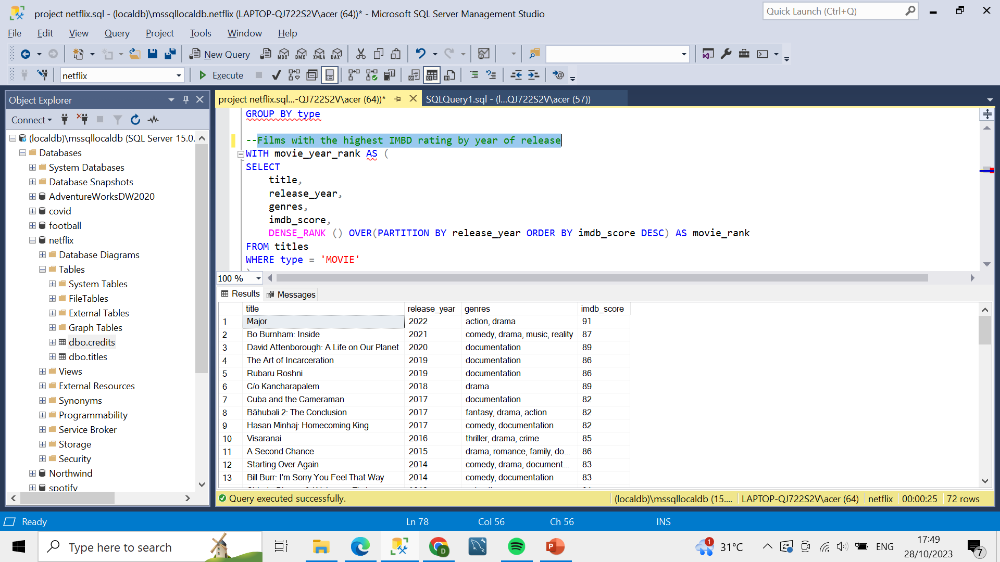 project netflix.sql - (localdb)\mssqllocaldb.netflix (LAPTOP-QJ722S2V\acer (64))* - Microsoft SQL Server Management Studio
Quick Launch (Ctrl+Q)
File Edit View Query Project Tools Window Help
New Query MDX DMX XMLA DAX
netflix Execute
Object Explorer
Connect
(localdb)\mssqllocaldb (SQL Server 15.0.
Databases
System Databases
Database Snapshots
AdventureWorksDW2020
covid
football
netflix
Database Diagrams
Tables
System Tables
FileTables
External Tables
Graph Tables
dbo.credits
dbo.titles
Views
External Resources
Synonyms
Programmability
Service Broker
Storage
Security
Northwind
spotify
project netflix.sql...-QJ722S2V\acer (64))* SQLQuery1.sql - (l...QJ722S2V\acer (57))
GROUP BY type
--Films with the highest IMBD rating by year of release
WITH movie_year_rank AS (
SELECT
title,
release_year,
genres,
imdb_score,
DENSE_RANK () OVER(PARTITION BY release_year ORDER BY imdb_score DESC) AS movie_rank
FROM titles
WHERE type = 'MOVIE'
100 %
Results Messages
title release_year genres imdb_score
1 Major 2022 action, drama 91
2 Bo Burnham: Inside 2021 comedy, drama, music, reality 87
3 David Attenborough: A Life on Our Planet 2020 documentation 89
4 The Art of Incarceration 2019 documentation 86
5 Rubaru Roshni 2019 documentation 86
6 C/o Kancharapalem 2018 drama 89
7 Cuba and the Cameraman 2017 documentation 82
8 Bāhubali 2: The Conclusion 2017 fantasy, drama, action 82
9 Hasan Minhaj: Homecoming King 2017 comedy, documentation 82
10 Visaranai 2016 thriller, drama, crime 85
11 A Second Chance 2015 drama, romance, family, do... 86
12 Starting Over Again 2014 comedy, drama, document... 83
13 Bill Burr: I'm Sorry You Feel That Way 2014 comedy, documentation 83
Query executed successfully. (localdb)\mssqllocaldb (15.... LAPTOP-QJ722S2V\acer (64) netflix 00:00:25 72 rows
Ready Ln 78 Col 56 Ch 56 INS
Type here to search
1 31°C ENG 17:49
28/10/2023 7